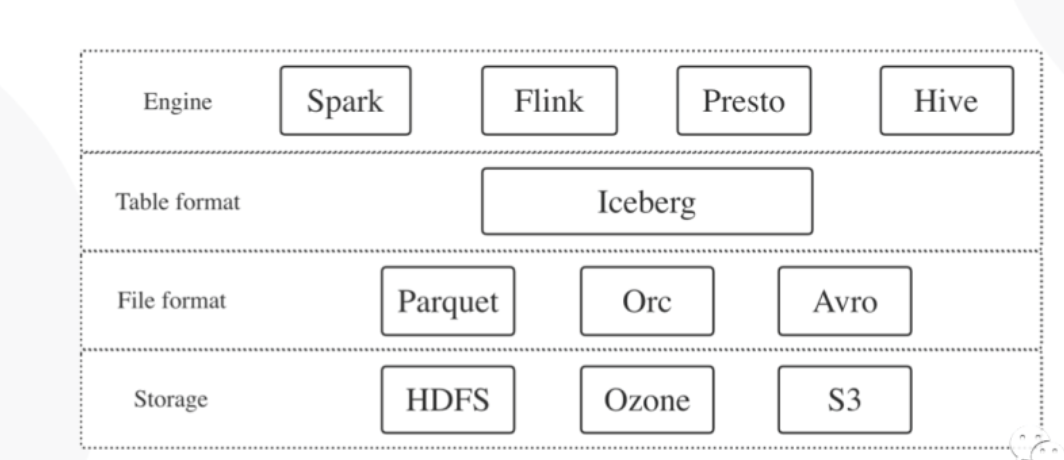 Engine Spark Flink Presto Hive
Table format Iceberg
File format Parquet Orc Avro
Storage HDFS Ozone S3